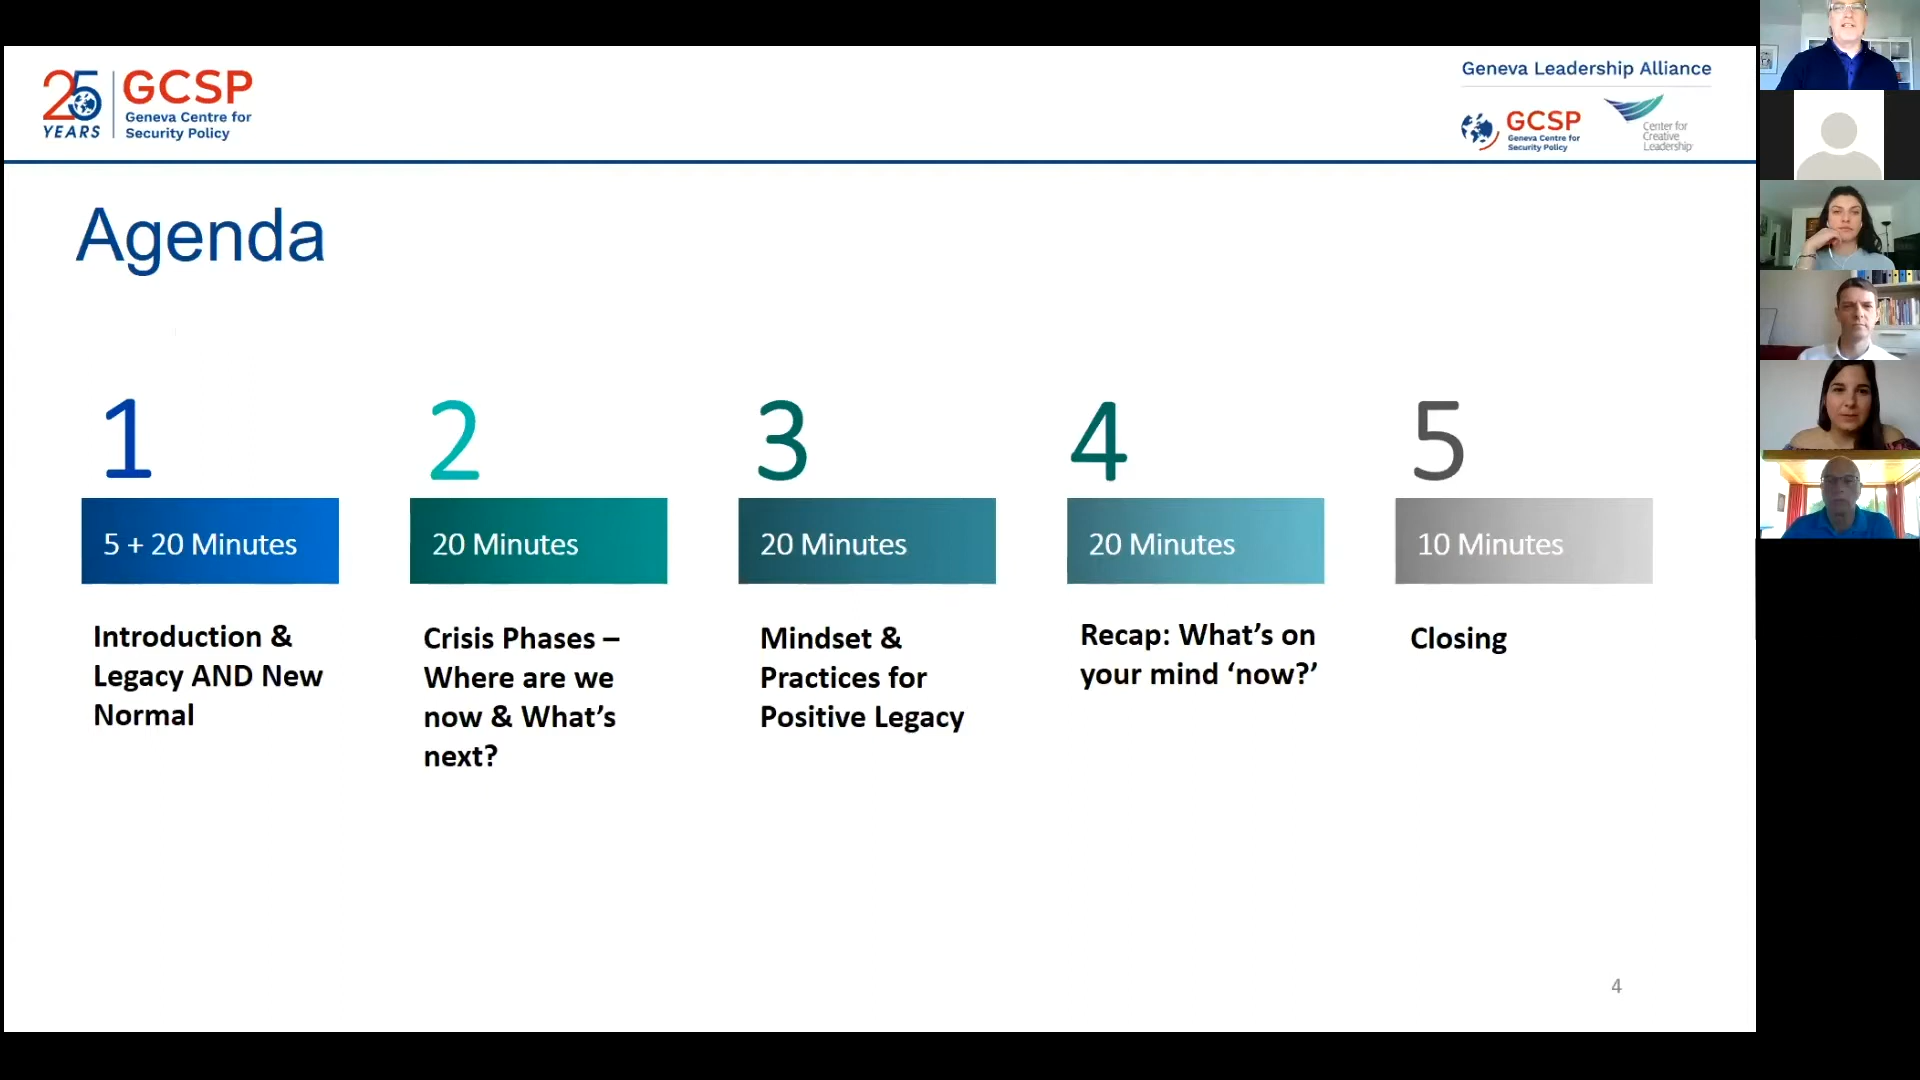 25
YEARS
GCSP
Geneva Centre for
Security Policy
Geneva Leadership Alliance
GCSP
Geneva Centre for
Security Policy
Center for
Creative
Leadership
Agenda
1
5 + 20 Minutes
Introduction &
Legacy AND New
Normal
2
20 Minutes
Crisis Phases –
Where are we
now & What’s
next?
3
20 Minutes
Mindset &
Practices for
Positive Legacy
4
20 Minutes
Recap: What’s on
your mind ‘now?’
5
10 Minutes
Closing
4